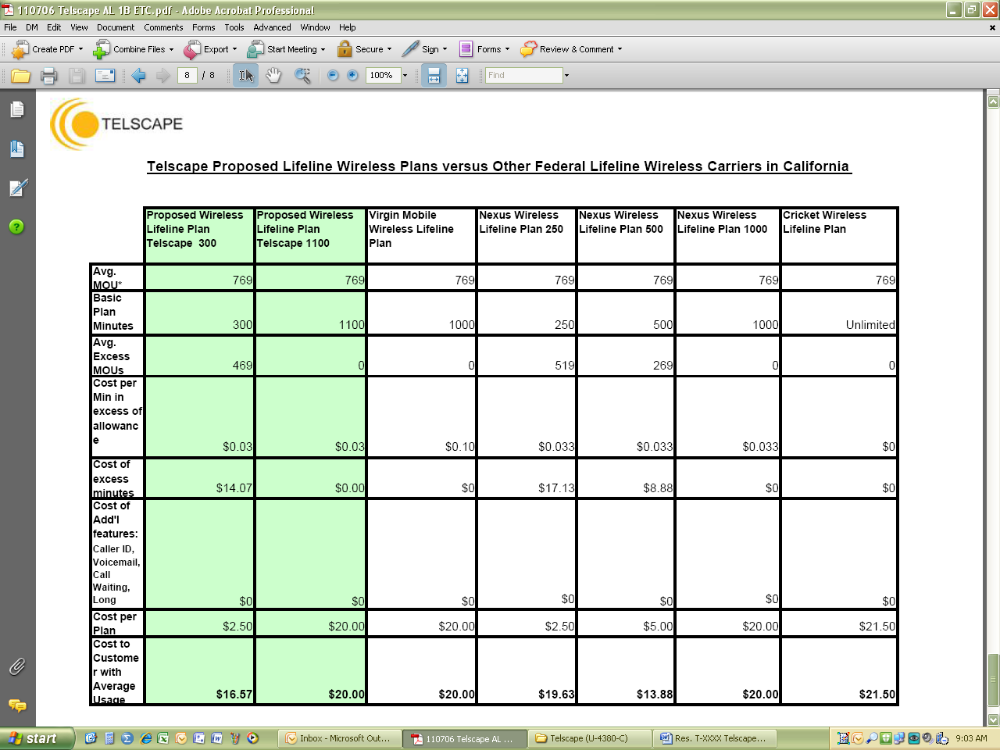 110706 Telscape AL 1B ETC.pdf - Adobe Acrobat Professional
File DM Edit View Document Comments Forms Tools Advanced Window Help
Create PDF Combine Files Export Start Meeting Secure Sign Forms Review & Comment
8 / 8 100% Find
TELSCAPE
Telscape Proposed Lifeline Wireless Plans versus Other Federal Lifeline Wireless Carriers in California
Proposed Wireless Lifeline Plan Telscape 300
Proposed Wireless Lifeline Plan Telscape 1100
Virgin Mobile Wireless Lifeline Plan
Nexus Wireless Lifeline Plan 250
Nexus Wireless Lifeline Plan 500
Nexus Wireless Lifeline Plan 1000
Cricket Wireless Lifeline Plan
Avg. MOU* 769 769 769 769 769 769 769
Basic Plan Minutes 300 1100 1000 250 500 1000 Unlimited
Avg. Excess MOUs 469 0 0 519 269 0 0
Cost per Min in excess of allowanc e $0.03 $0.03 $0.10 $0.033 $0.033 $0.033 $0
Cost of excess minutes $14.07 $0.00 $0 $17.13 $8.88 $0 $0
Cost of Add'l features: Caller ID, Voicemail, Call Waiting, Long $0 $0 $0 $0 $0 $0 $0
Cost per Plan $2.50 $20.00 $20.00 $2.50 $5.00 $20.00 $21.50
Cost to Custome r with Average Usage $16.57 $20.00 $20.00 $19.63 $13.88 $20.00 $21.50
start Inbox - Microsoft Out... 110706 Telscape AL ... Telscape (U-4380-C) Res. T-XXXX Telscape... 9:03 AM